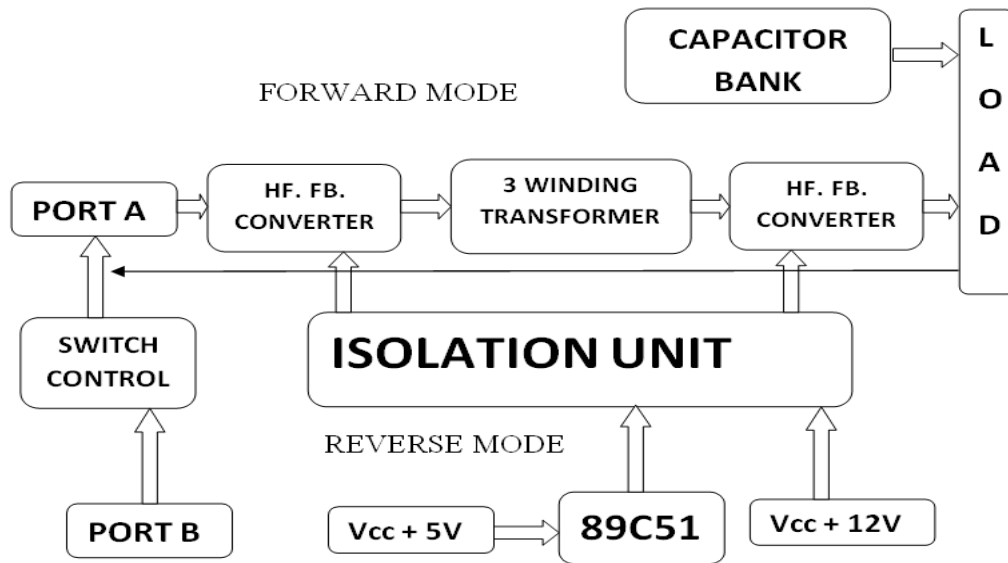 CAPACITOR
BANK
L
O
A
D
FORWARD MODE
PORT A
HF. FB.
CONVERTER
3 WINDING
TRANSFORMER
HF. FB.
CONVERTER
SWITCH
CONTROL
ISOLATION UNIT
REVERSE MODE
PORT B
Vcc + 5V
89C51
Vcc + 12V